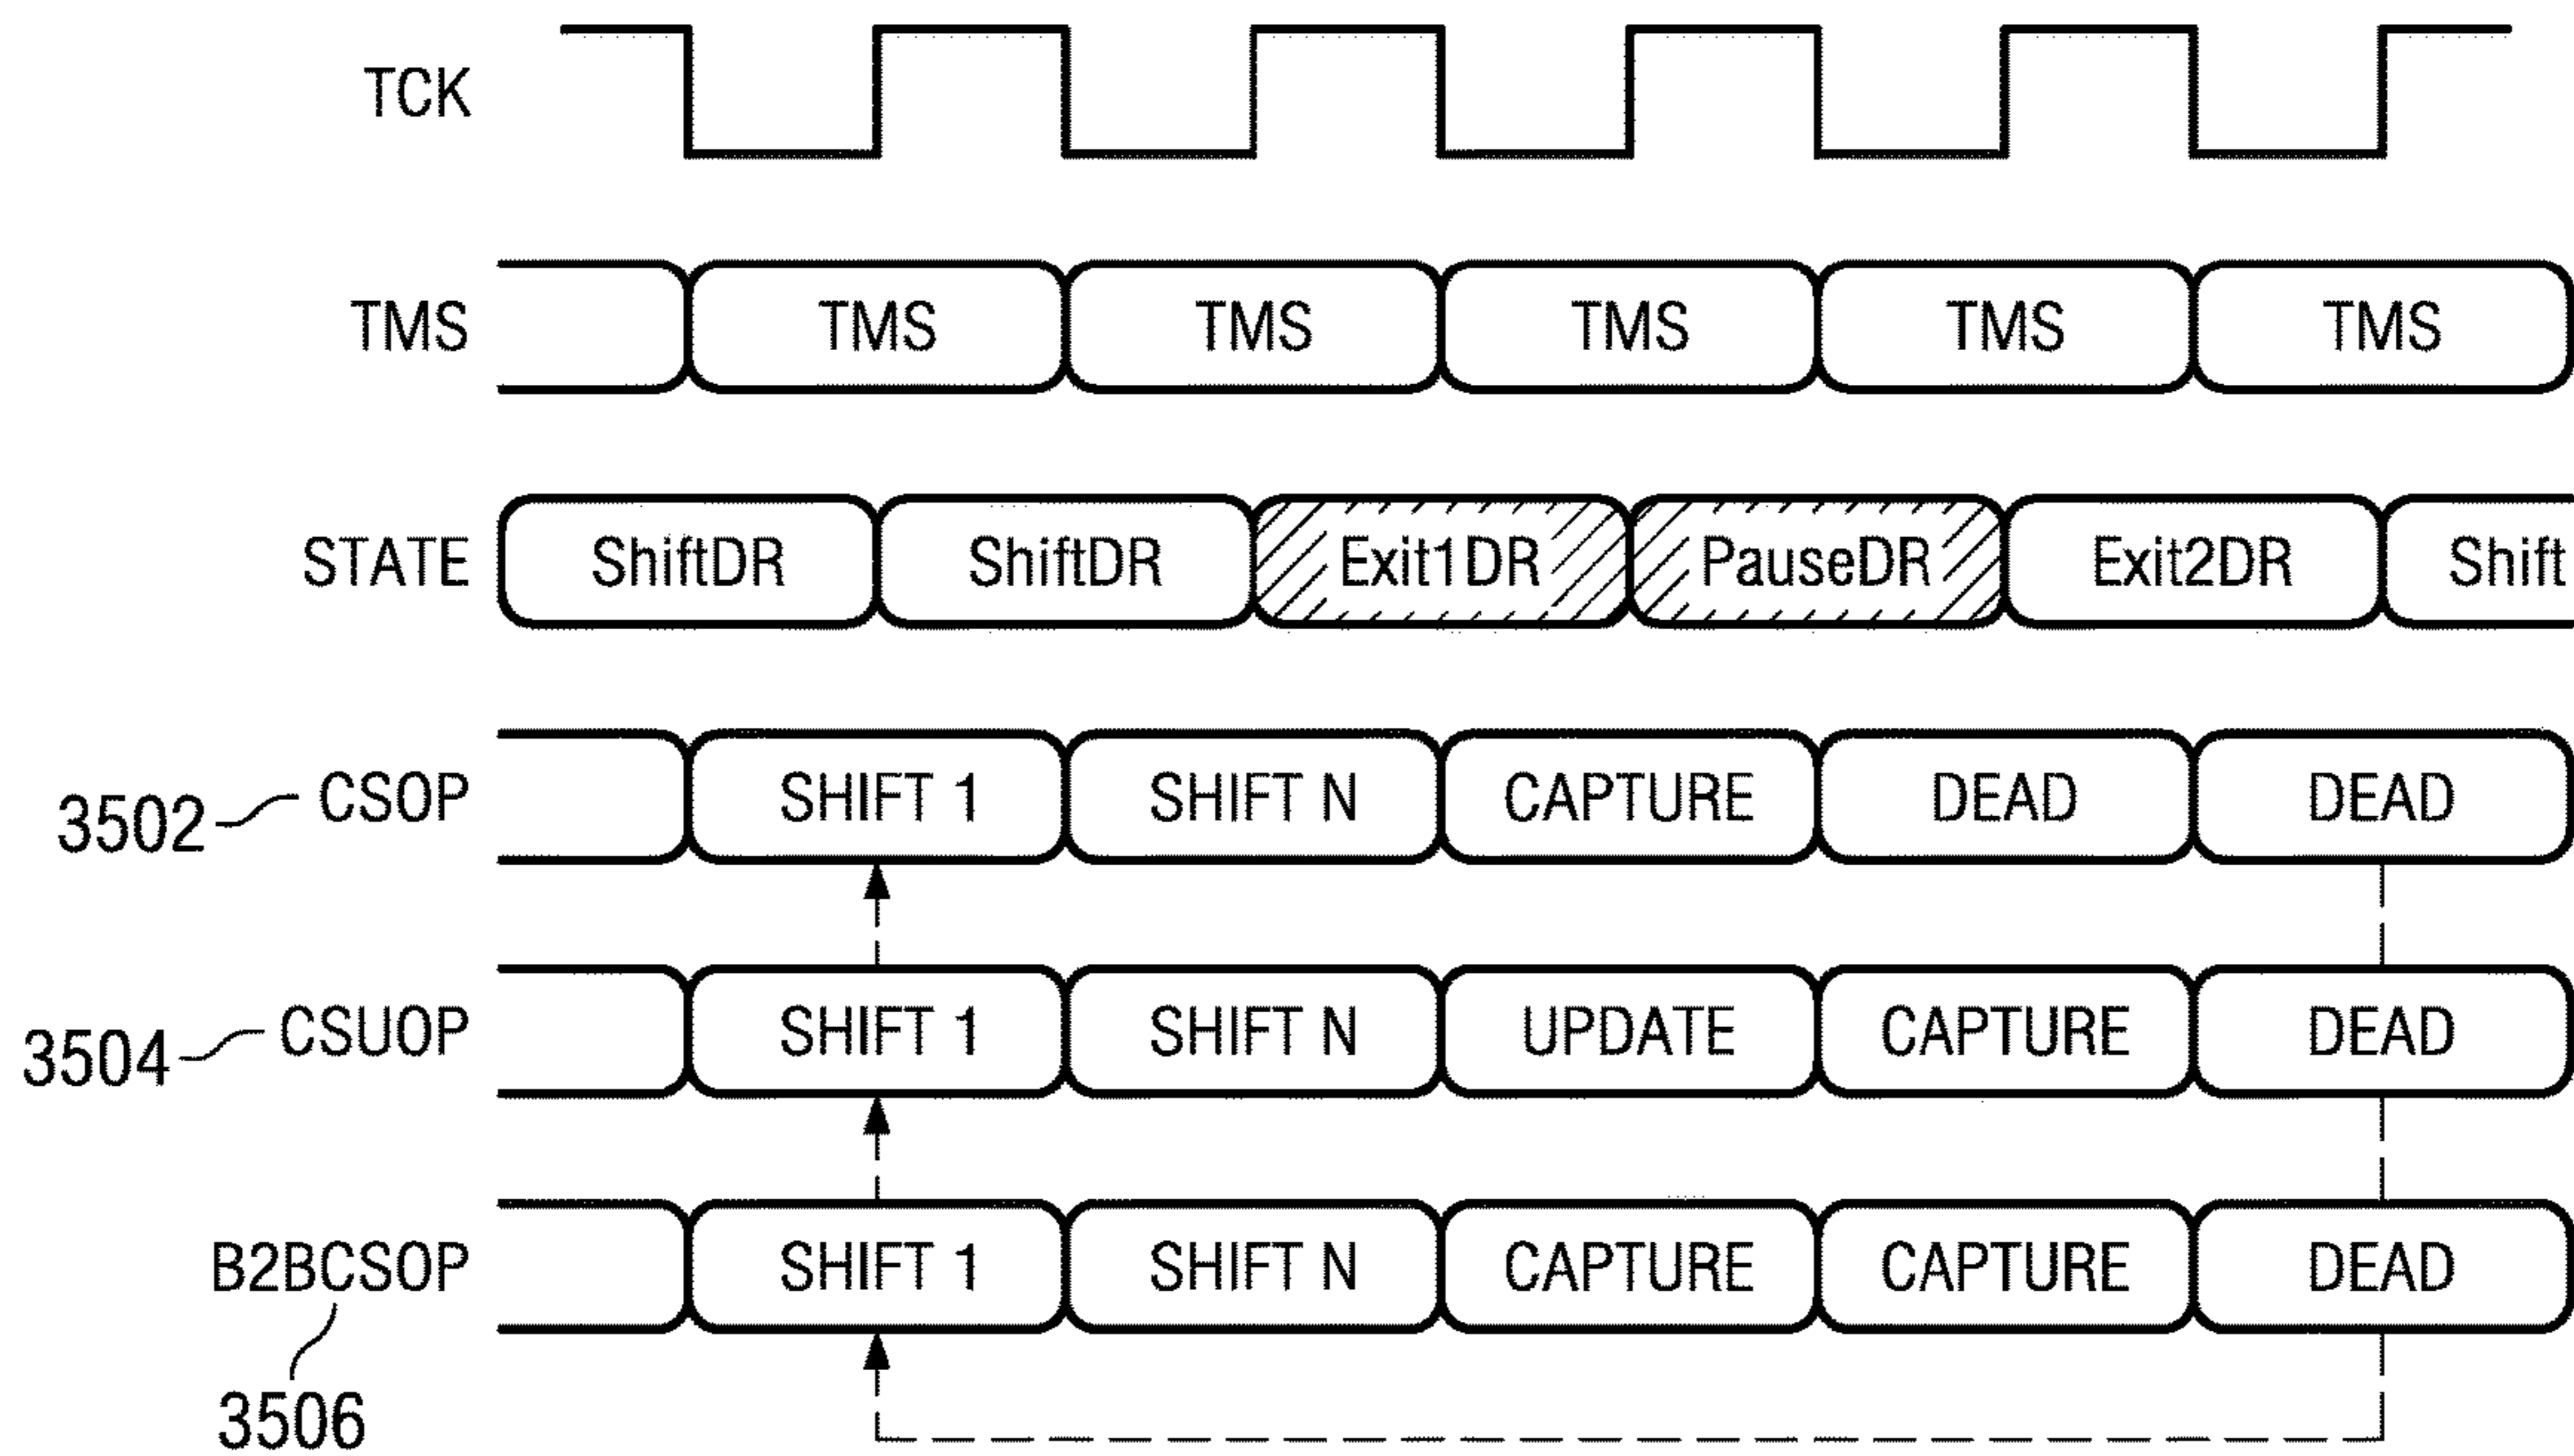 TCK
TMS TMS TMS TMS TMS TMS
STATE ShiftDR ShiftDR Exit1DR PauseDR Exit2DR Shift
3502 CSOP SHIFT 1 SHIFT N CAPTURE DEAD DEAD
3504 CSUOP SHIFT 1 SHIFT N UPDATE CAPTURE DEAD
B2BCSOP SHIFT 1 SHIFT N CAPTURE CAPTURE DEAD
3506